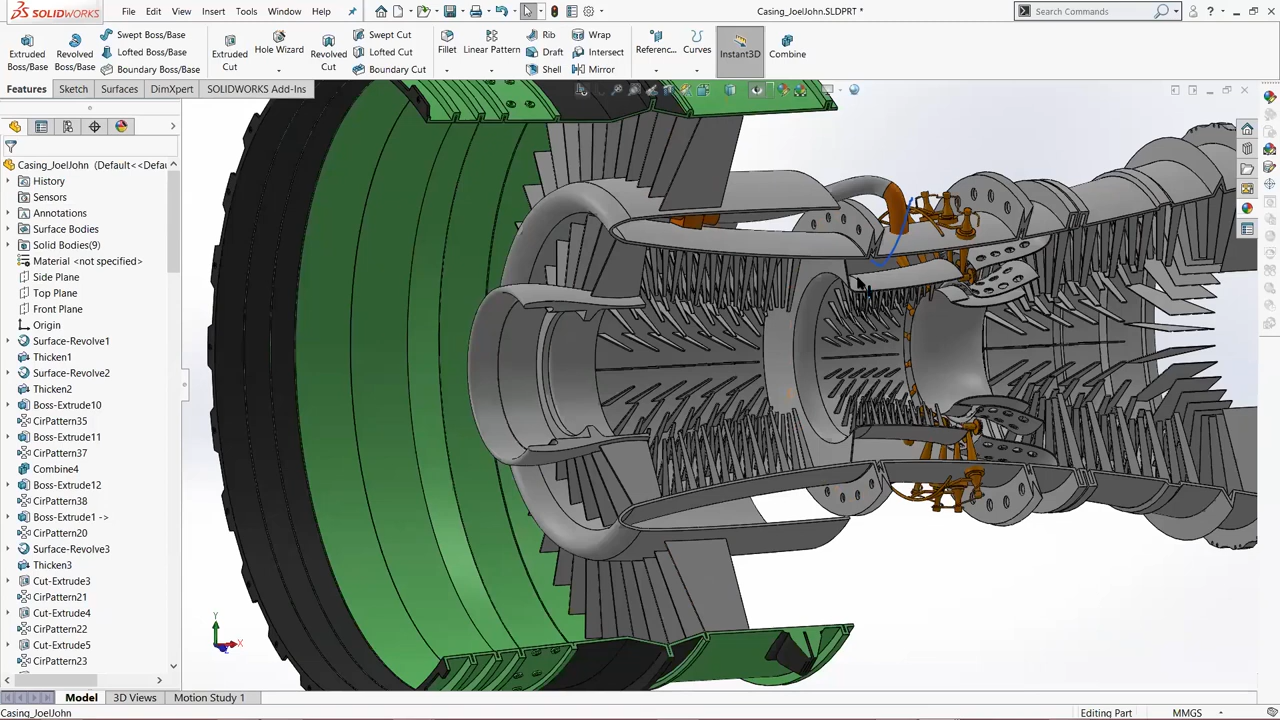 SOLIDWORKS File Edit View Insert Tools Window Help Casing_JoelJohn.SLDPRT * Search Commands
Extruded Boss/Base
Revolved Boss/Base
Swept Boss/Base
Lofted Boss/Base
Boundary Boss/Base
Extruded Cut
Hole Wizard
Revolved Cut
Swept Cut
Lofted Cut
Boundary Cut
Fillet
Linear Pattern
Rib
Draft
Shell
Wrap
Intersect
Mirror
Referenc...
Curves
Instant3D
Combine
Features Sketch Surfaces DimXpert SOLIDWORKS Add-Ins
Casing_JoelJohn (Default<<Defau
History
Sensors
Annotations
Surface Bodies
Solid Bodies(9)
Material <not specified>
Side Plane
Top Plane
Front Plane
Origin
Surface-Revolve1
Thicken1
Surface-Revolve2
Thicken2
Boss-Extrude10
CirPattern35
Boss-Extrude11
CirPattern37
Combine4
Boss-Extrude12
CirPattern38
Boss-Extrude1 ->
CirPattern20
Surface-Revolve3
Thicken3
Cut-Extrude3
CirPattern21
Cut-Extrude4
CirPattern22
Cut-Extrude5
CirPattern23
Y
X
Model 3D Views Motion Study 1
Casing_JoelJohn Editing Part MMGS